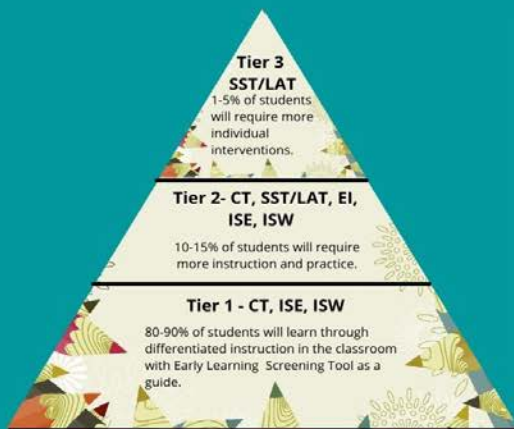 Tier 3
SST/LAT
1-5% of students
will require more
individual
interventions.
Tier 2- CT, SST/LAT, EI,
ISE, ISW
10-15% of students will require
more instruction and practice.
Tier 1 - CT, ISE, ISW
80-90% of students will learn through
differentiated instruction in the classroom
with Early Learning Screening Tool as a
guide.